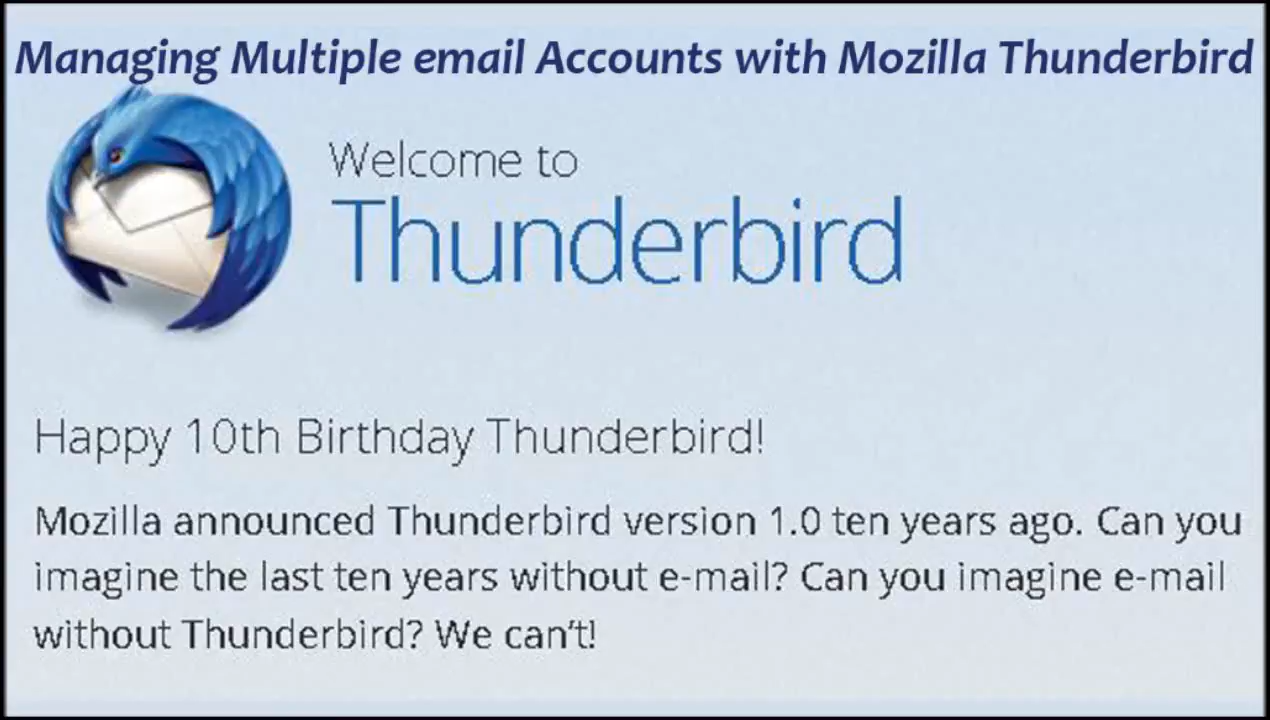 Managing Multiple email Accounts with Mozilla Thunderbird
Welcome to
Thunderbird
Happy 10th Birthday Thunderbird!
Mozilla announced Thunderbird version 1.0 ten years ago. Can you
imagine the last ten years without e-mail? Can you imagine e-mail
without Thunderbird? We can't!